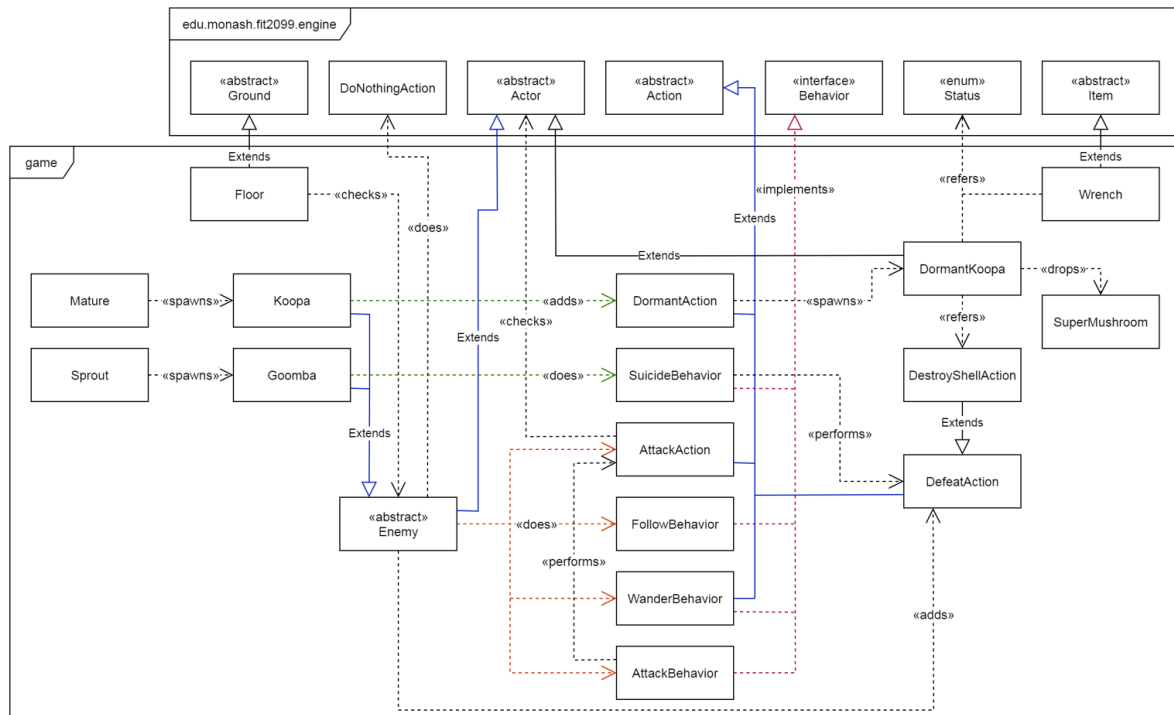 edu.monash.fit2099.engine
«abstract»
Ground
DoNothingAction
«abstract»
Actor
«abstract»
Action
«interface»
Behavior
«enum»
Status
«abstract»
Item
game
Extends
Extends
Floor
«checks»
«implements»
«refers»
Wrench
Extends
«does»
Extends
DormantKoopa
«drops»
Mature
«spawns»
Koopa
«adds»
DormantAction
«spawns»
SuperMushroom
«checks»
«refers»
Extends
Sprout
«spawns»
Goomba
«does»
SuicideBehavior
DestroyShellAction
Extends
Extends
«performs»
AttackAction
DefeatAction
«abstract»
Enemy
«does»
FollowBehavior
«performs»
WanderBehavior
«adds»
AttackBehavior